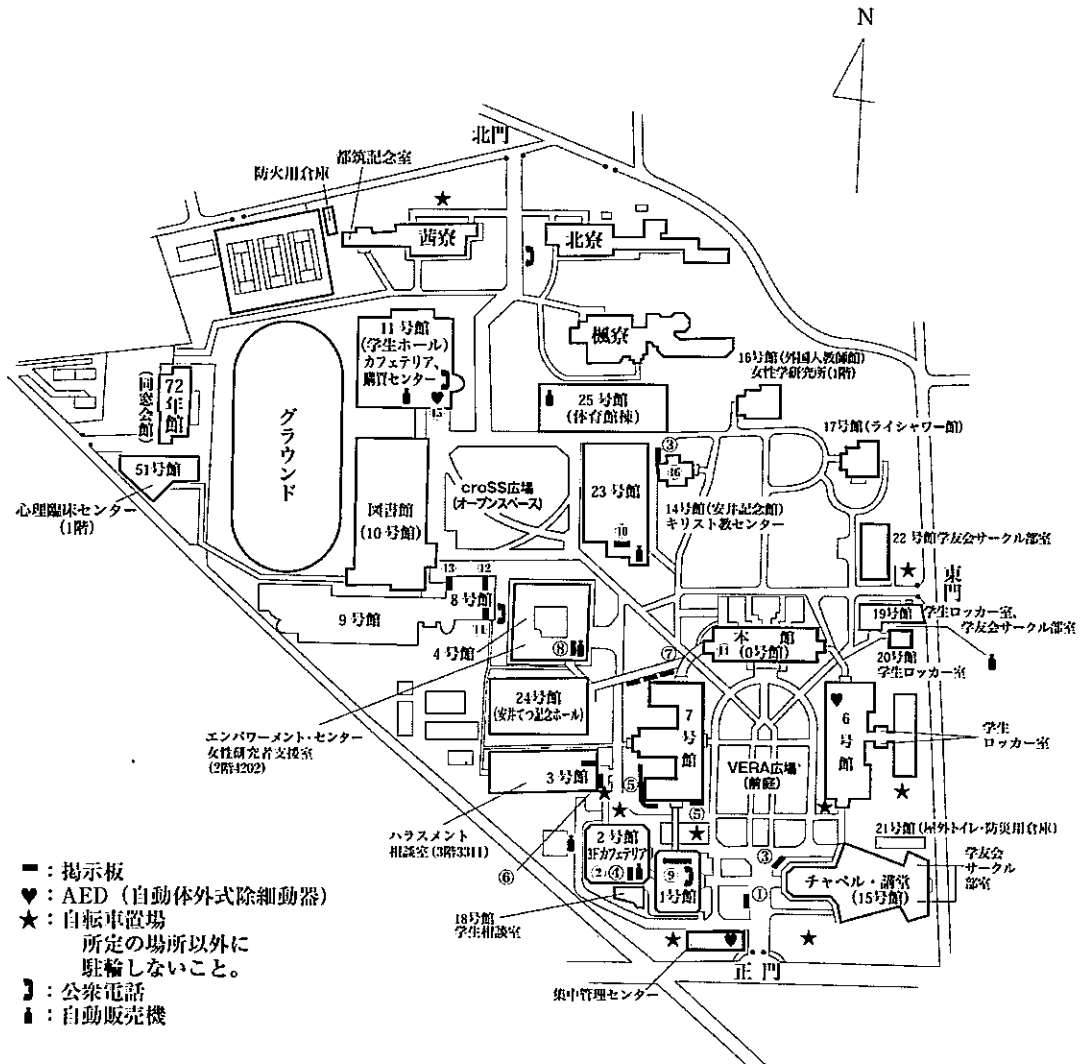 N
北門
都筑記念室
防火用倉庫
茜寮
北寮
楓寮
11号館
(学生ホール)
カフェテリア、
購買センター
15
16号館(外国人教師館)
女性学研究所(1階)
25号館
(体育館棟)
72年館
(同窓会館)
グラウンド
17号館(ライシャワー館)
51号館
心理臨床センター
(1階)
図書館
(10号館)
croSS広場
(オープンスペース)
23号館
10
③
16
14号館(安井記念館)
キリスト教センター
22号館学友会サークル部室
東門
13
12
8号館
11
9号館
4号館
⑧
19号館
学生ロッカー室、
学友会サークル部室
本館
(0号館)
⑦
20号館
学生ロッカー室
24号館
(安井てつ記念ホール)
7号館
6号館
学生
ロッカー室
エンパワーメント・センター
女性研究者支援室
(2階4202)
VERA広場
(前庭)
3号館
⑤
⑤
ハラスメント
相談室(3階3311)
2号館
3Fカフェテリア
②
④
⑨
1号館
③
①
21号館(屋外トイレ・防災用倉庫)
学友会
サークル
部室
チャペル・講堂
(15号館)
⑥
18号館
学生相談室
正門
集中管理センター
：掲示板
：AED（自動体外式除細動器）
：自転車置場
所定の場所以外に
駐輪しないこと。
：公衆電話
：自動販売機